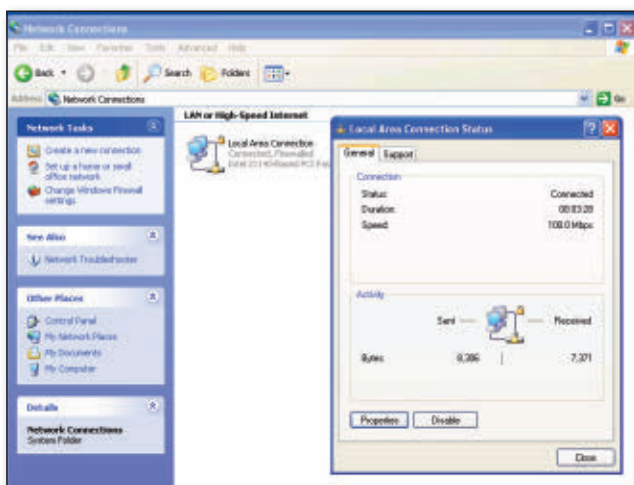 Network Connections
File Edit View Favorites Tools Advanced Help
Back Search Folders
Address Network Connections Go
Network Tasks
Create a new connection
Set up a home or small
office network
Change Windows Firewall
settings
See Also
Network Troubleshooter
Other Places
Control Panel
My Network Places
My Documents
My Computer
Details
Network Connections
System Folder
LAN or High-Speed Internet
Local Area Connection
Connected, Firewalled
Intel 21140-Based PCI
Local Area Connection Status
General Support
Connection
Status: Connected
Duration: 00:03:28
Speed: 100.0 Mbps
Activity
Sent Received
Bytes: 8,386 7,371
Properties Disable
Close